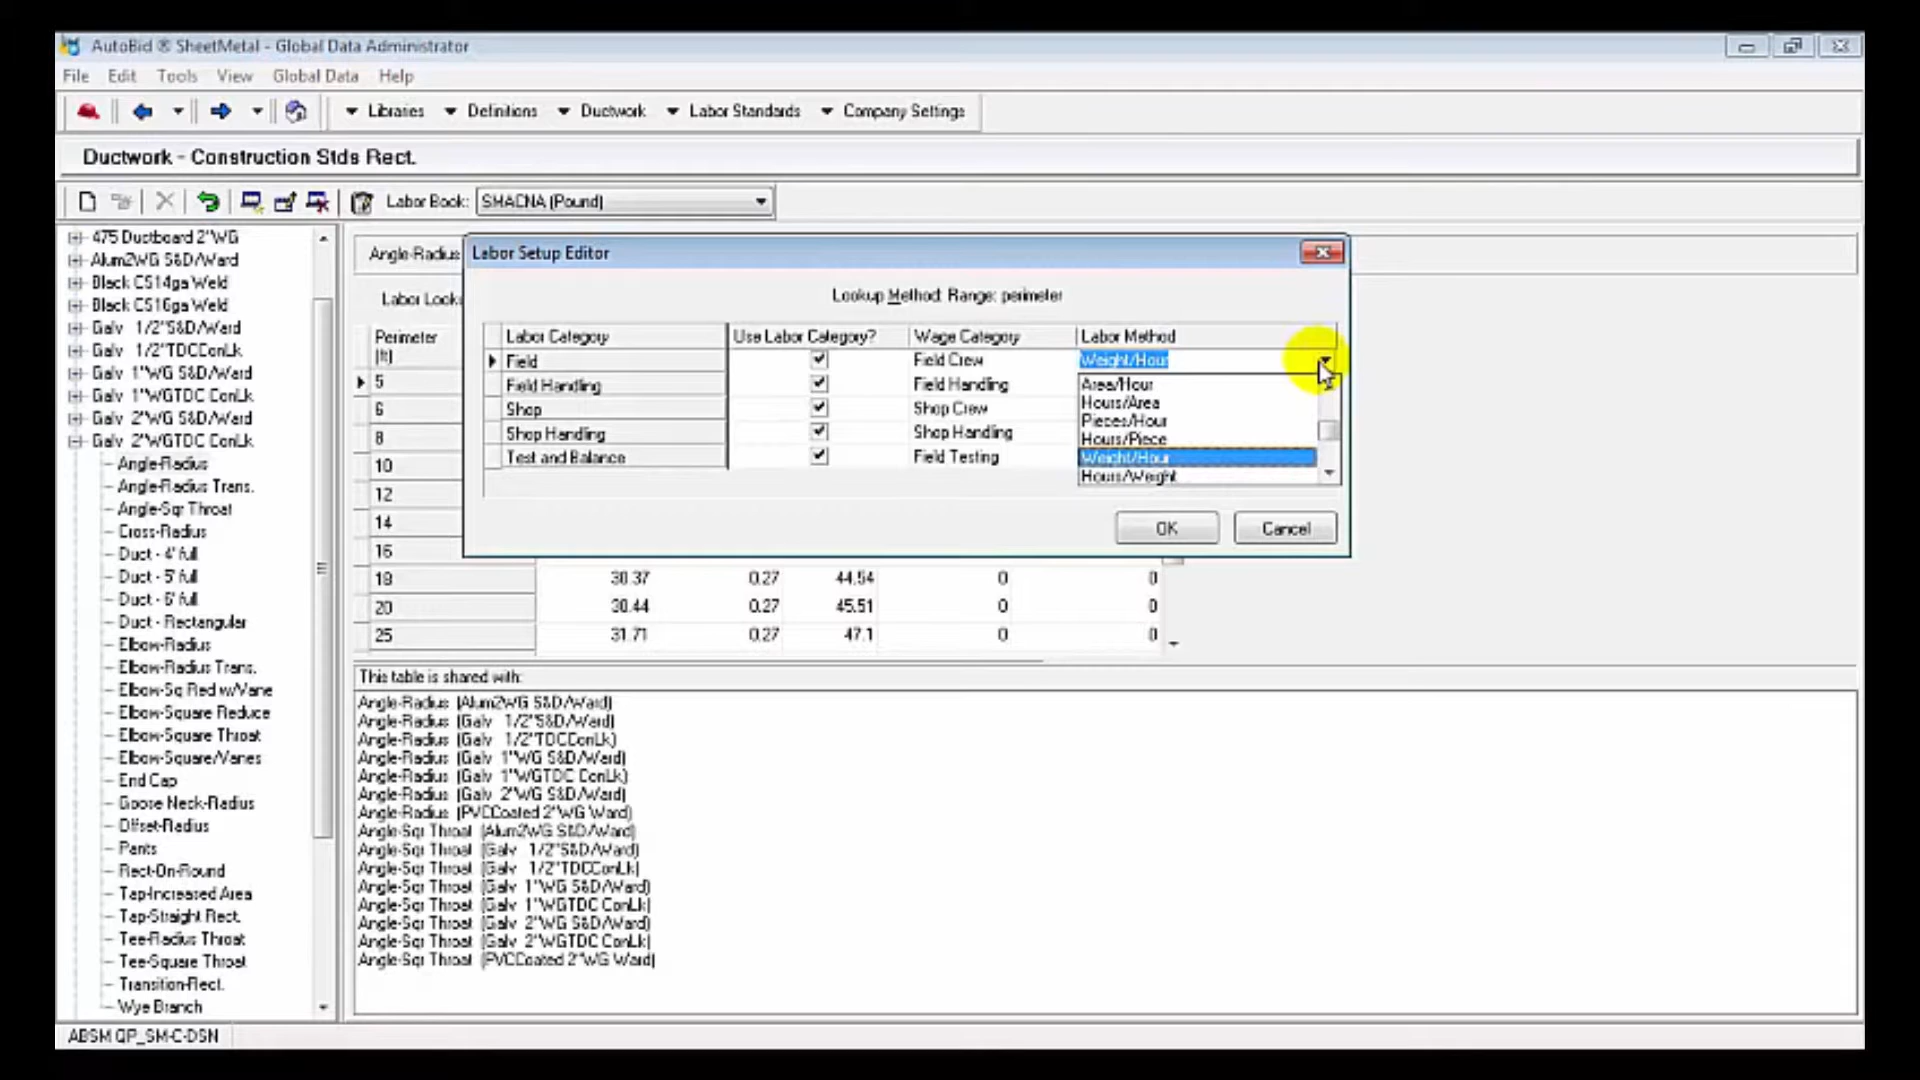 AutoBid ® SheetMetal - Global Data Administrator
File Edit Tools View Global Data Help
Libraries Definitions Ductwork Labor Standards Company Settings
Ductwork - Construction Stds Rect.
Labor Book: SMACNA (Pound)
475 Ductboard 2"WG
Alum2WG S&D/Ward
Black CS14ga Weld
Black CS16ga Weld
Galv 1/2"S&D/Ward
Galv 1/2"TDCConLk
Galv 1"WG S&D/Ward
Galv 1"WGTDC ConLk
Galv 2"WG S&D/Ward
Galv 2"WGTDC ConLk
Angle-Radius
Angle-Radius Trans.
Angle-Sqr Throat
Cross-Radius
Duct - 4' full
Duct - 5' full
Duct - 6' full
Duct - Rectangular
Elbow-Radius
Elbow-Radius Trans.
Elbow-Sq Red w/Vane
Elbow-Square Reduce
Elbow-Square Throat
Elbow-Square/Vanes
End Cap
Goose Neck-Radius
Offset-Radius
Pants
Rect-On-Round
Tap-Increased Area
Tap-Straight Rect.
Tee-Radius Throat
Tee-Square Throat
Transition-Rect.
Wye Branch
Angle-Radius
Labor Look
Perimeter
(ft)
5
6
8
10
12
14
16
18 30.37 0.27 44.54 0 0
20 30.44 0.27 45.51 0 0
25 31.71 0.27 47.1 0 0
Labor Setup Editor
Lookup Method: Range: perimeter
Labor Category Use Labor Category? Wage Category Labor Method
Field Field Crew Weight/Hour
Field Handling Field Handling
Shop Shop Crew
Shop Handling Shop Handling
Test and Balance Field Testing
Area/Hour
Hours/Area
Pieces/Hour
Hours/Piece
Weight/Hour
Hours/Weight
OK Cancel
This table is shared with:
Angle-Radius (Alum2WG S&D/Ward)
Angle-Radius (Galv 1/2"S&D/Ward)
Angle-Radius (Galv 1/2"TDCConLk)
Angle-Radius (Galv 1"WG S&D/Ward)
Angle-Radius (Galv 1"WGTDC ConLk)
Angle-Radius (Galv 2"WG S&D/Ward)
Angle-Radius (PVCCoated 2"WG Ward)
Angle-Sqr Throat (Alum2WG S&D/Ward)
Angle-Sqr Throat (Galv 1/2"S&D/Ward)
Angle-Sqr Throat (Galv 1/2"TDCConLk)
Angle-Sqr Throat (Galv 1"WG S&D/Ward)
Angle-Sqr Throat (Galv 1"WGTDC ConLk)
Angle-Sqr Throat (Galv 2"WG S&D/Ward)
Angle-Sqr Throat (Galv 2"WGTDC ConLk)
Angle-Sqr Throat (PVCCoated 2"WG Ward)
ABSM QP_SM-C-DSN